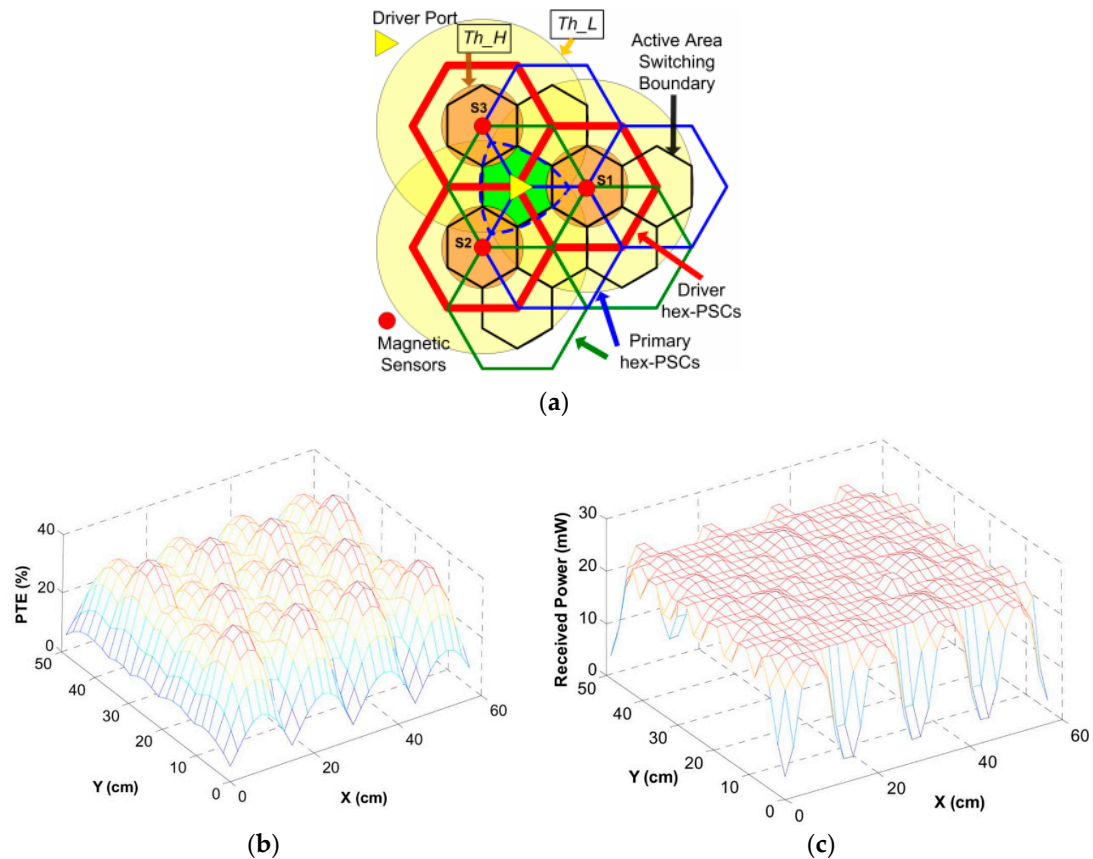 Driver Port
Th_H
Th_L
Active Area
Switching
Boundary
S3
S1
S2
Magnetic
Sensors
Driver
hex-PSCs
Primary
hex-PSCs
(a)
PTE (%)
40
20
0
50
40
30
20
10
0
Y (cm)
0
20
40
60
X (cm)
(b)
Received Power (mW)
30
20
10
0
50
40
30
20
10
0
Y (cm)
0
20
40
60
X (cm)
(c)